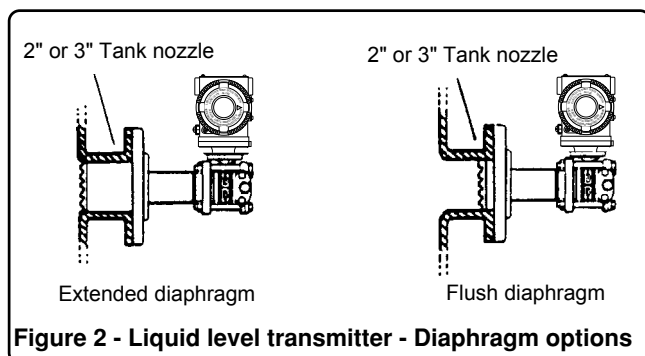 2" or 3" Tank nozzle
2" or 3" Tank nozzle
Extended diaphragm
Flush diaphragm
Figure 2 - Liquid level transmitter - Diaphragm options